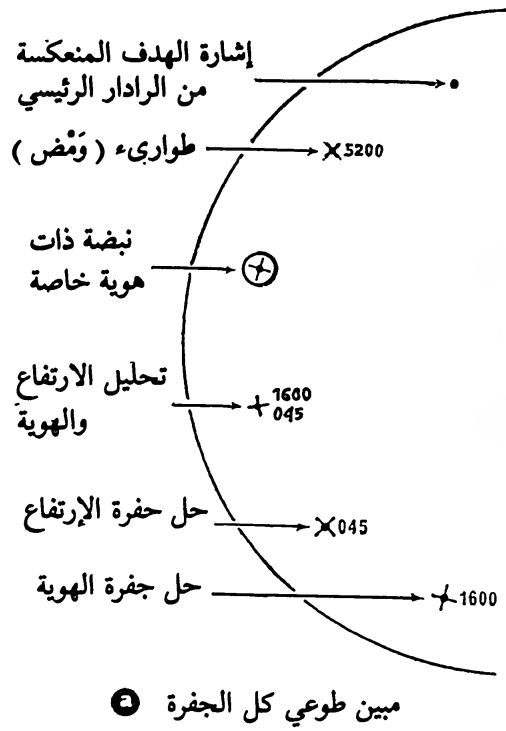 إشارة الهدف المنعكسة
من الرادار الرئيسي
طوارىء ( وَمْض )
5200
نبضة ذات
هوية خاصة
تحليل الارتفاع
والهوية
1600
045
حل حفرة الإرتفاع
045
حل جفرة الهوية
1600
مبين طوعي كل الجفرة a